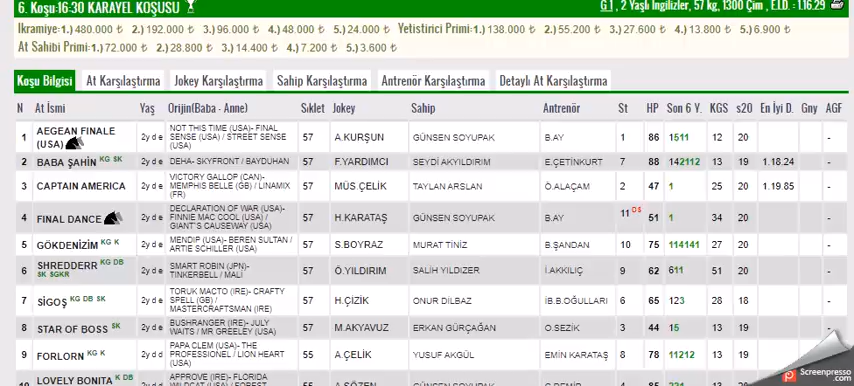 6. Koşu:16:30 KARAYEL KOŞUSU
G 1 , 2 Yaşlı İngilizler, 57 kg, 1300 Çim , E.İ.D. : 1.16.29
İkramiye:1.) 480.000 ₺ 2.) 192.000 ₺ 3.) 96.000 ₺ 4.) 48.000 ₺ 5.) 24.000 ₺ Yetistirici Primi:1.) 138.000 ₺ 2.) 55.200 ₺ 3.) 27.600 ₺ 4.) 13.800 ₺ 5.) 6.900 ₺
At Sahibi Primi:1.) 72.000 ₺ 2.) 28.800 ₺ 3.) 14.400 ₺ 4.) 7.200 ₺ 5.) 3.600 ₺
Koşu Bilgisi At Karşılaştırma Jokey Karşılaştırma Sahip Karşılaştırma Antrenör Karşılaştırma Detaylı At Karşılaştırma
N At İsmi Yaş Orijin(Baba - Anne) Sıklet Jokey Sahip Antrenör St HP Son 6 Y. KGS s20 En İyi D. Gny AGF
1 AEGEAN FINALE (USA) 2y d e NOT THIS TIME (USA)- FINAL SENSE (USA) / STREET SENSE (USA) 57 A.KURŞUN GÜNSEN SOYUPAK B.AY 1 86 1511 12 20 -
2 BABA ŞAHİN KG SK 2y d e DEHA- SKYFRONT / BAYDUHAN 57 F.YARDIMCI SEYDİ AKYILDIRIM E.ÇETİNKURT 7 88 142112 13 19 1.18.24 -
3 CAPTAIN AMERICA 2y d e VICTORY GALLOP (CAN)- MEMPHIS BELLE (GB) / LINAMIX (FR) 57 MÜS ÇELİK TAYLAN ARSLAN Ö.ALAÇAM 2 47 1 25 20 1.19.85 -
4 FINAL DANCE 2y d e DECLARATION OF WAR (USA)- FINNIE MAC COOL (USA) / GIANT'S CAUSEWAY (USA) 57 H.KARATAŞ GÜNSEN SOYUPAK B.AY 11 DS 51 1 34 20 -
5 GÖKDENİZİM KG K 2y d e MENDIP (USA)- BEREN SULTAN / ARTIE SCHILLER (USA) 57 S.BOYRAZ MURAT TİNİZ B.ŞANDAN 10 75 114141 27 20 -
6 SHREDDERR KG DB SK SGKR 2y d e SMART ROBIN (JPN)- TINKERBELL / MALİ 57 Ö.YILDIRIM SALİH YILDIZER İ.AKKILIÇ 9 62 611 51 20 -
7 SİGOŞ KG DB SK 2y d e TORUK MACTO (IRE)- CRAFTY SPELL (GB) / MASTERCRAFTSMAN (IRE) 57 H.ÇİZİK ONUR DİLBAZ İB.B.OĞULLARI 6 65 123 28 18 -
8 STAR OF BOSS SK 2y d e BUSHRANGER (IRE)- JULY WAITS / MR GREELEY (USA) 57 M.AKYAVUZ ERKAN GÜRÇAĞAN O.SEZİK 3 44 15 13 19 -
9 FORLORN KG K 2y d d PAPA CLEM (USA)- THE PROFESSIONEL / LION HEART (USA) 55 A.ÇELİK YUSUF AKGÜL EMİN KARATAŞ 8 78 11212 13 19 -
LOVELY BONITA K DB APPROVE (IRE)- FLORIDA
Screenpresso.com